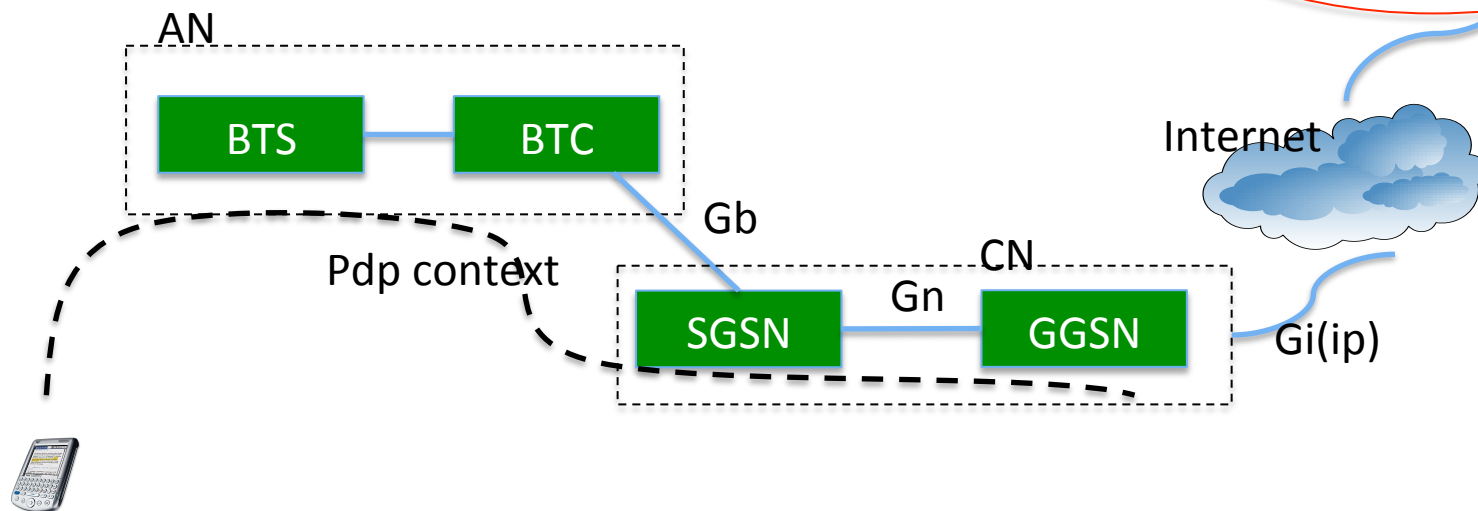 AN
BTS
BTC
Internet
Gb
Pdp context
CN
Gn
SGSN
GGSN
Gi(ip)